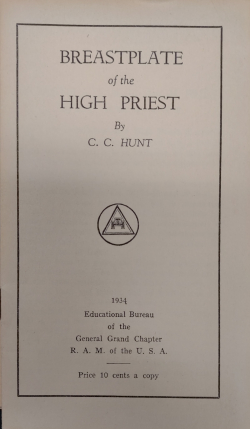 BREASTPLATE
of the
HIGH PRIEST
By
C. C. HUNT
1934
Educational Bureau
of the
General Grand Chapter
R. A. M. of the U. S. A.
Price 10 cents a copy